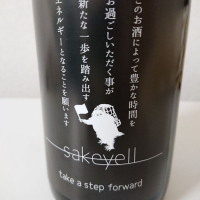 このお酒によって豊かな時間を
お過ごしいただく事が
新たな一歩を踏み出す
エネルギーとなることを願います
sakeyell
take a step forward